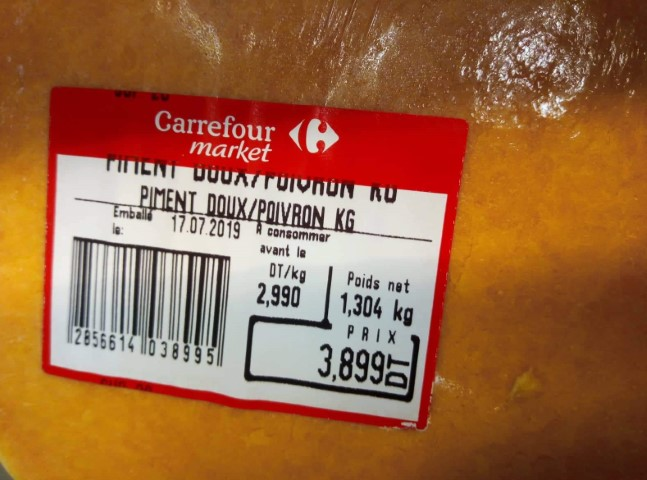 Carrefour
market
PIMENT DOUX/POIVRON KG
PIMENT DOUX/POIVRON KG
Emballé
le: 17.07.2019
A consommer
avant le
DT/kg
2,990
Poids net
1,304 kg
PRIX
3,899 DT
2856614 038995